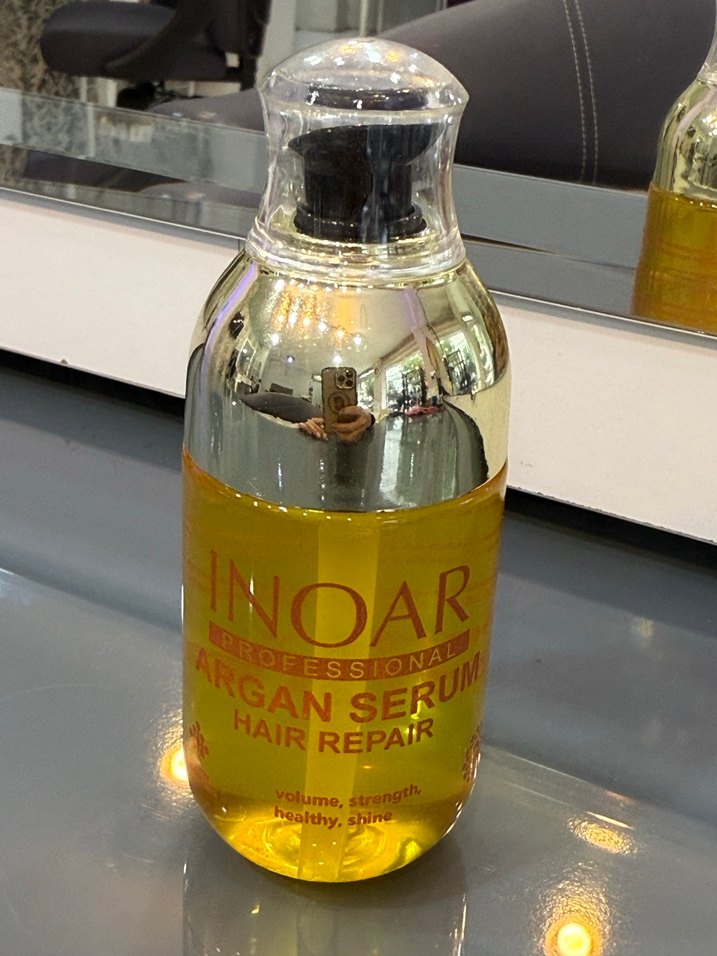 INOAR
PROFESSIONAL
ARGAN SERUM
HAIR REPAIR
volume, strength,
healthy, shine